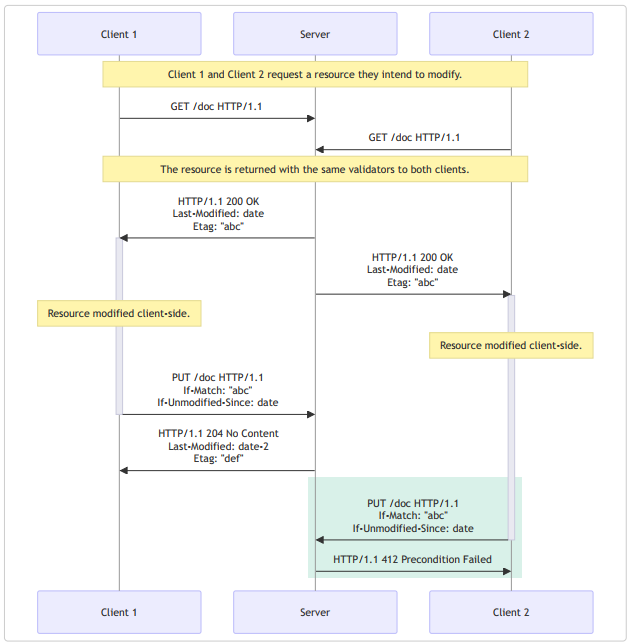 Client 1
Server
Client 2
Client 1 and Client 2 request a resource they intend to modify.
GET /doc HTTP/1.1
GET /doc HTTP/1.1
The resource is returned with the same validators to both clients.
HTTP/1.1 200 OK
Last-Modified: date
Etag: "abc"
HTTP/1.1 200 OK
Last-Modified: date
Etag: "abc"
Resource modified client-side.
Resource modified client-side.
PUT /doc HTTP/1.1
If-Match: "abc"
If-Unmodified-Since: date
HTTP/1.1 204 No Content
Last-Modified: date-2
Etag: "def"
PUT /doc HTTP/1.1
If-Match: "abc"
If-Unmodified-Since: date
HTTP/1.1 412 Precondition Failed
Client 1
Server
Client 2